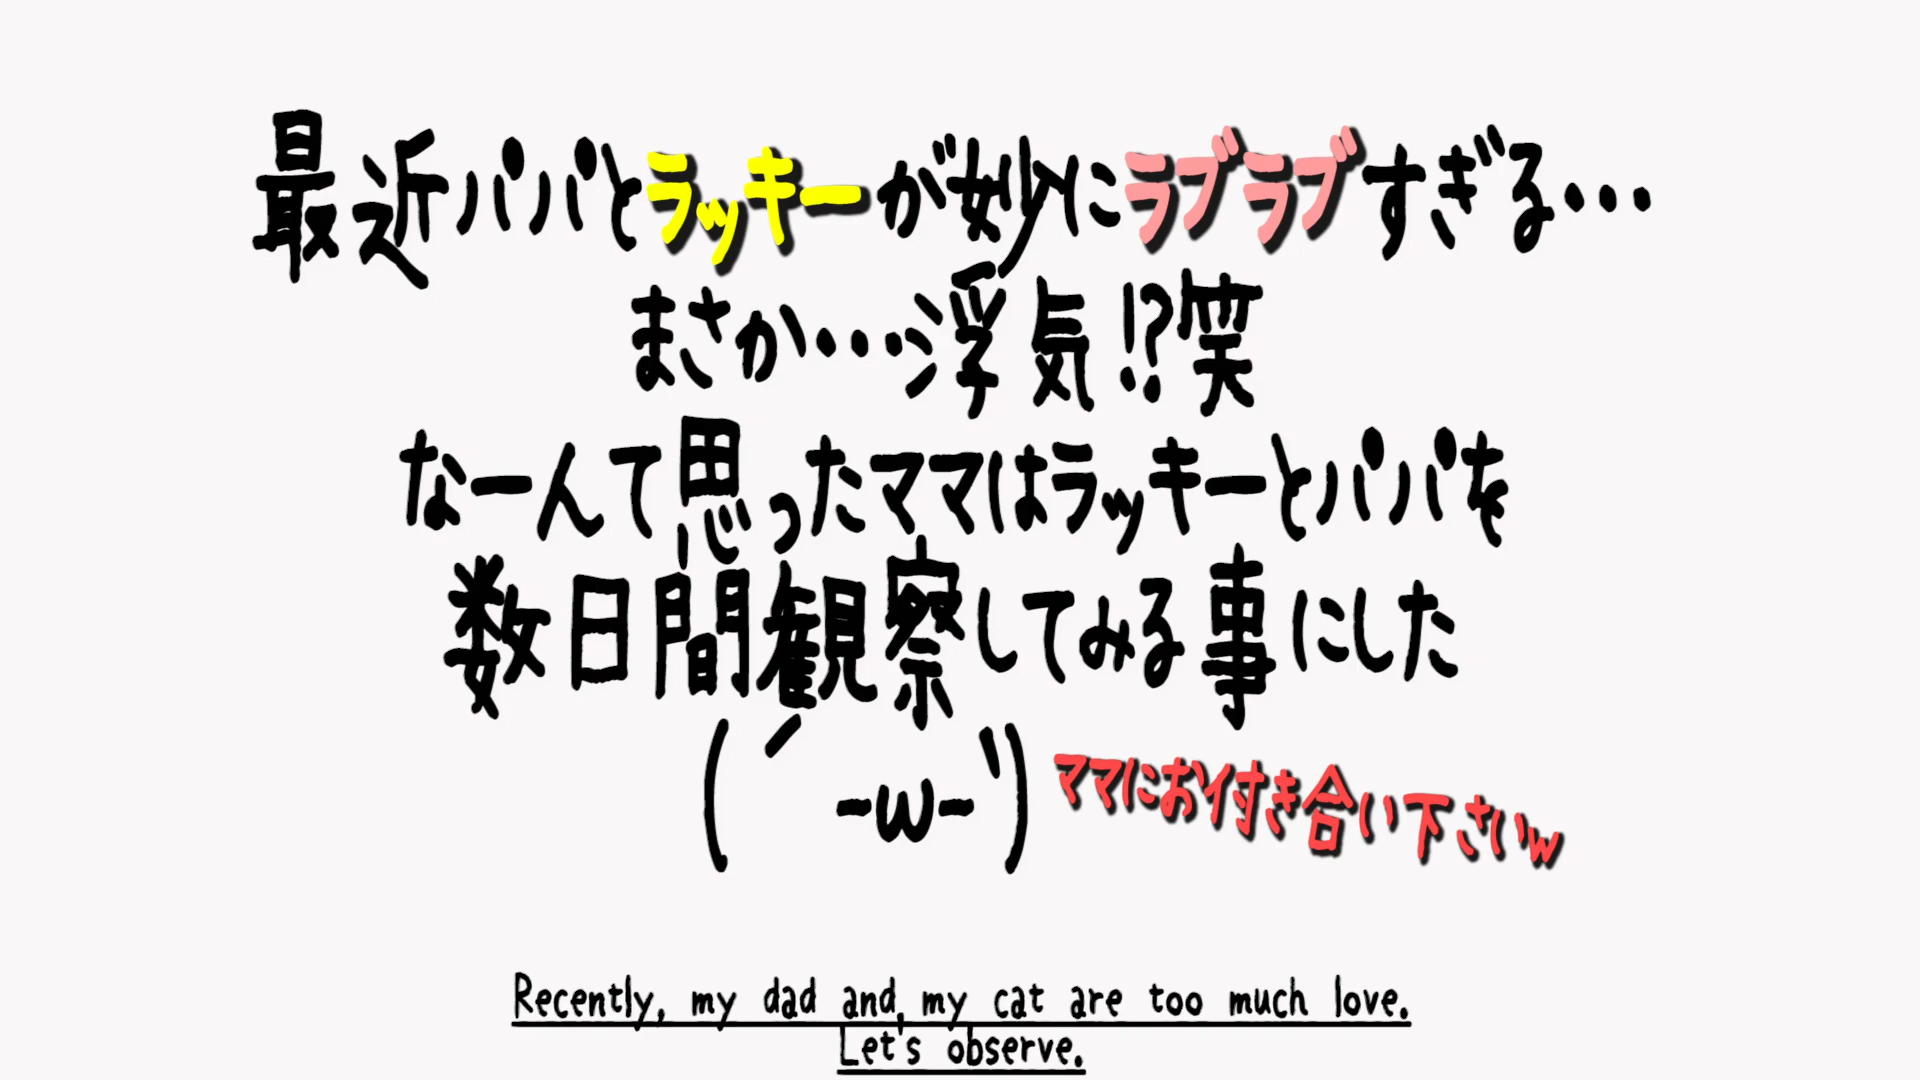 最近パパとラッキーが妙にラブラブすぎる…
まさか…浮気!?笑
なーんて思ったママはラッキーとパパを
数日間観察してみる事にした
(´-ω-`)
ママにお付き合い下さいw
Recently, my dad and my cat are too much love.
Let's observe.